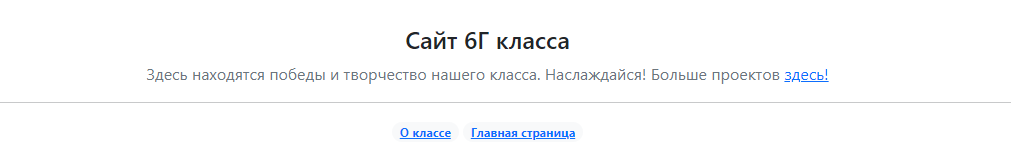 Сайт 6Г класса
Здесь находятся победы и творчество нашего класса. Наслаждайся! Больше проектов здесь!
О классе Главная страница